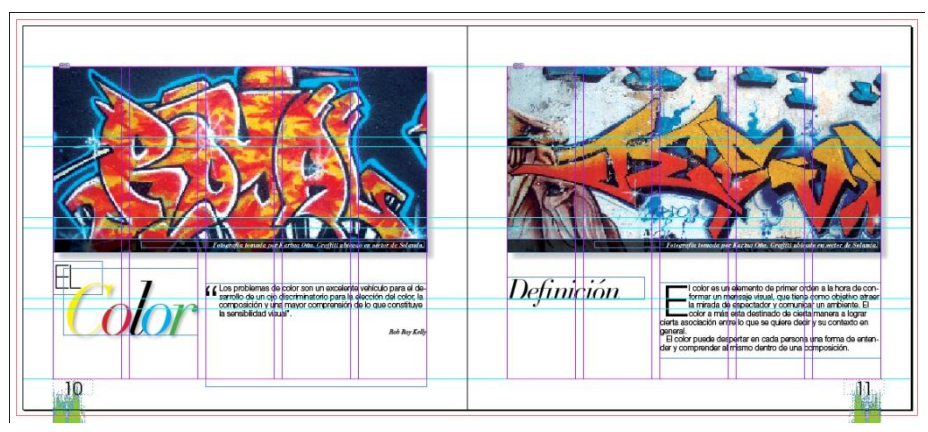 ROYAL
Fotografía tomada por Karina Oña. Graffiti ubicado en sector de Solanda.
EL
Color
“Los problemas de color son un excelente vehículo para el de-
sarrollo de un ojo discriminatorio para la elección del color, la
composición y una mayor comprensión de lo que constituye
la sensibilidad visual".
Bob Ray Kelly
10
Fotografía tomada por Karina Oña. Graffiti ubicado en sector de Solanda.
Definición
El color es un elemento de primer orden a la hora de con-
formar un mensaje visual, que tiene como objetivo atraer
la mirada de espectador y comunicar un ambiente. El
color a más esta destinado de cierta manera a lograr
cierta asociación entre lo que se quiere decir y su contexto en
general.
El color puede despertar en cada persona una forma de enten-
der y comprender al mismo dentro de una composición.
11